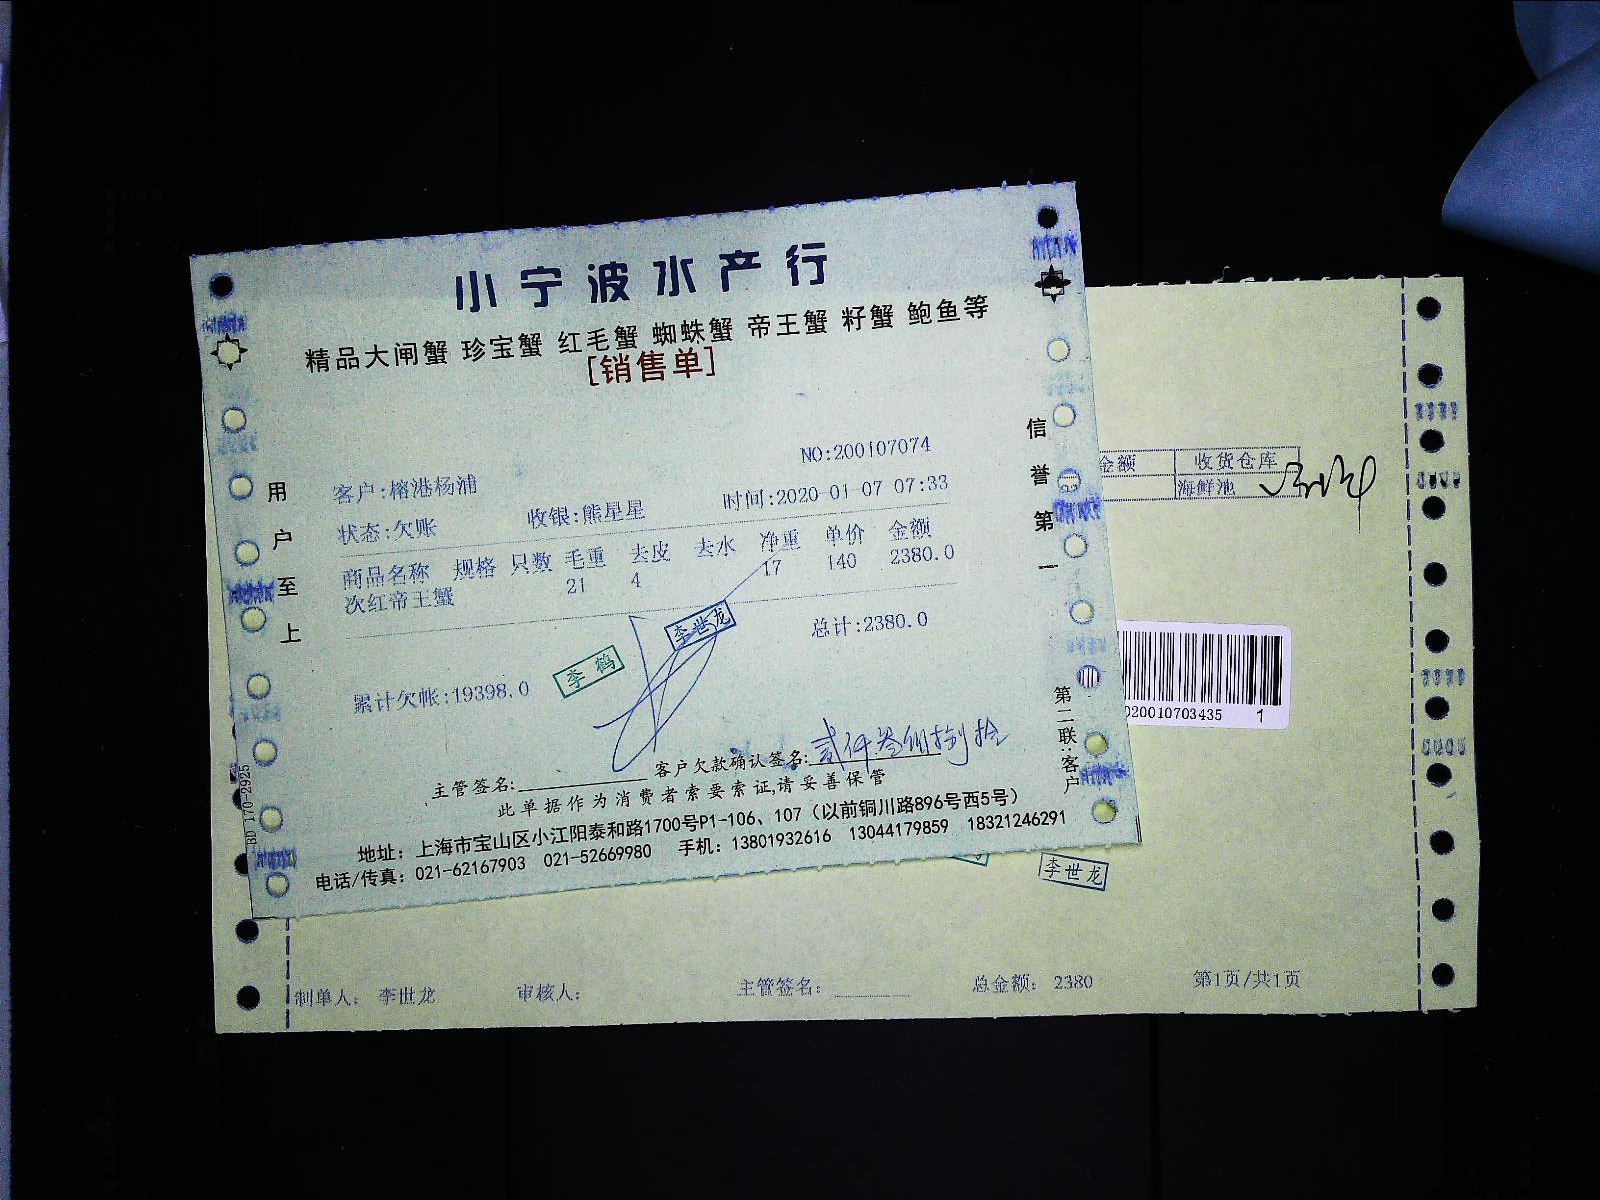 小宁波水产行
精品大闸蟹 珍宝蟹 红毛蟹 蜘蛛蟹 帝王蟹 籽蟹 鲍鱼等
[销售单]
NO:200107074
客户:榕港杨浦
状态:欠账 收银:熊星星 时间:2020-01-07 07:33
商品名称 规格 只数 毛重 去皮 去水 净重 单价 金额
次红帝王蟹 21 4 17 140 2380.0
总计:2380.0
李世龙
李鹤
累计欠帐:19398.0
主管签名: 客户欠款确认签名: 贰仟叁佰捌拾
此单据作为消费者索要索证,请妥善保管
地址：上海市宝山区小江阳泰和路1700号P1-106、107（以前铜川路896号西5号）
电话/传真：021-62167903 021-52669980 手机：13801932616 13044179859 18321246291
用户至上
信誉第一
第二联:客户
BD 170-2925
金额 收货仓库
海鲜池
020010703435 1
李世龙
制单人： 李世龙 审核人： 主管签名： 总金额： 2380 第1页/共1页